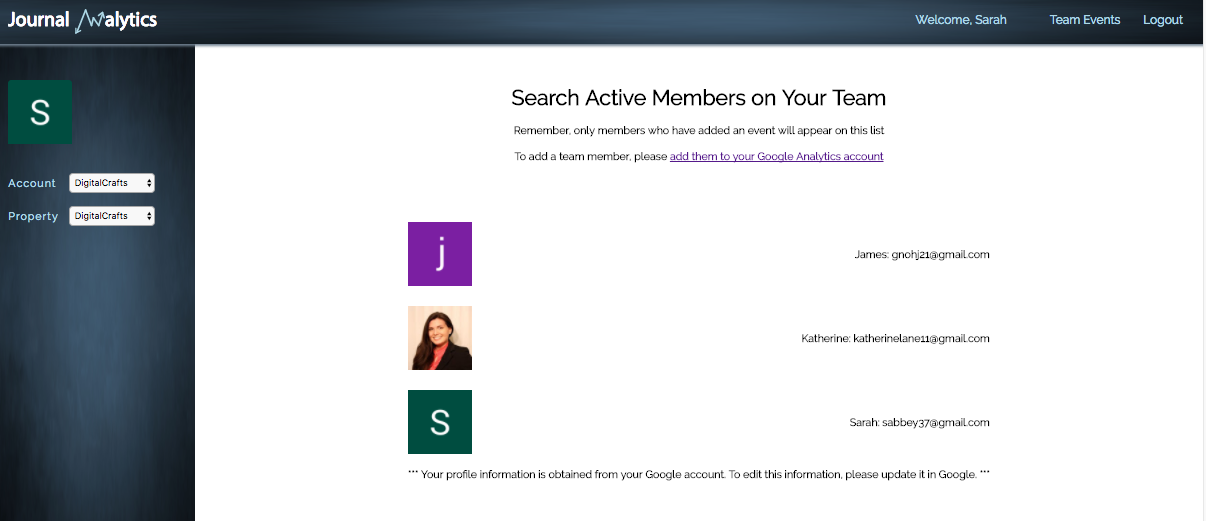 Journal Analytics
Welcome, Sarah
Team Events
Logout
S
Account
DigitalCrafts
Property
DigitalCrafts
Search Active Members on Your Team
Remember, only members who have added an event will appear on this list
To add a team member, please add them to your Google Analytics account
j
James: gnohj21@gmail.com
Katherine: katherinelane11@gmail.com
S
Sarah: sabbey37@gmail.com
*** Your profile information is obtained from your Google account. To edit this information, please update it in Google. ***